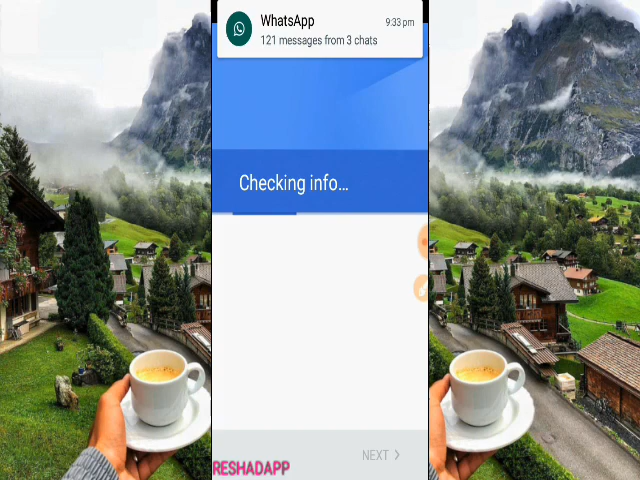 WhatsApp
9:33 pm
121 messages from 3 chats
Checking info...
NEXT
RESHADAPP